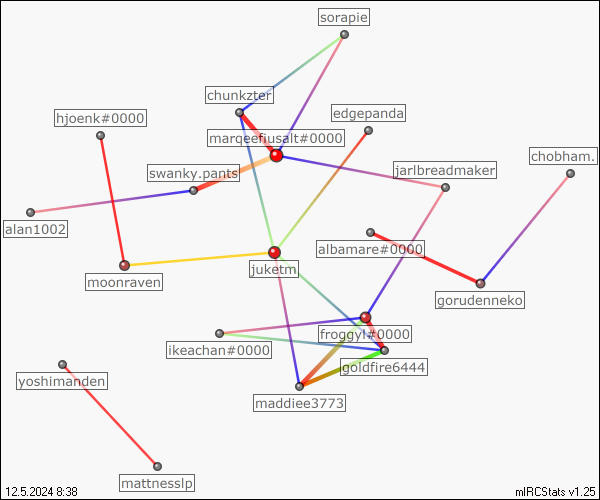 sorapie
chunkzter
edgepanda
hjoenk#0000
marqeefiusalt#0000
chobham.
swanky.pants
jarlbreadmaker
alan1002
albamare#0000
juketm
moonraven
gorudenneko
froggyl#0000
ikeachan#0000
goldfire6444
yoshimanden
maddiee3773
mattnesslp
12.5.2024 8:38
mIRCStats v1.25